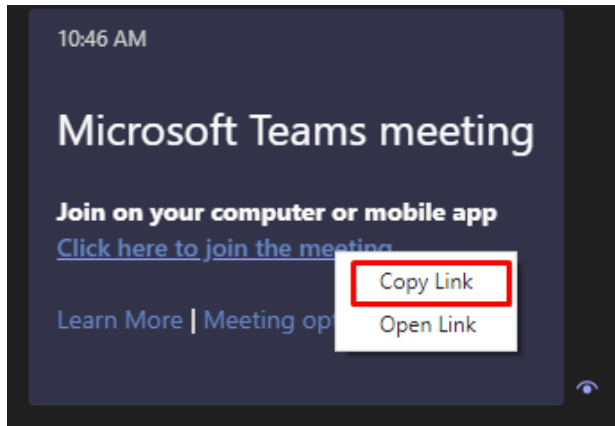 10:46 AM
Microsoft Teams meeting
Join on your computer or mobile app
Click here to join the meeting
Copy Link
Learn More | Meeting op
Open Link